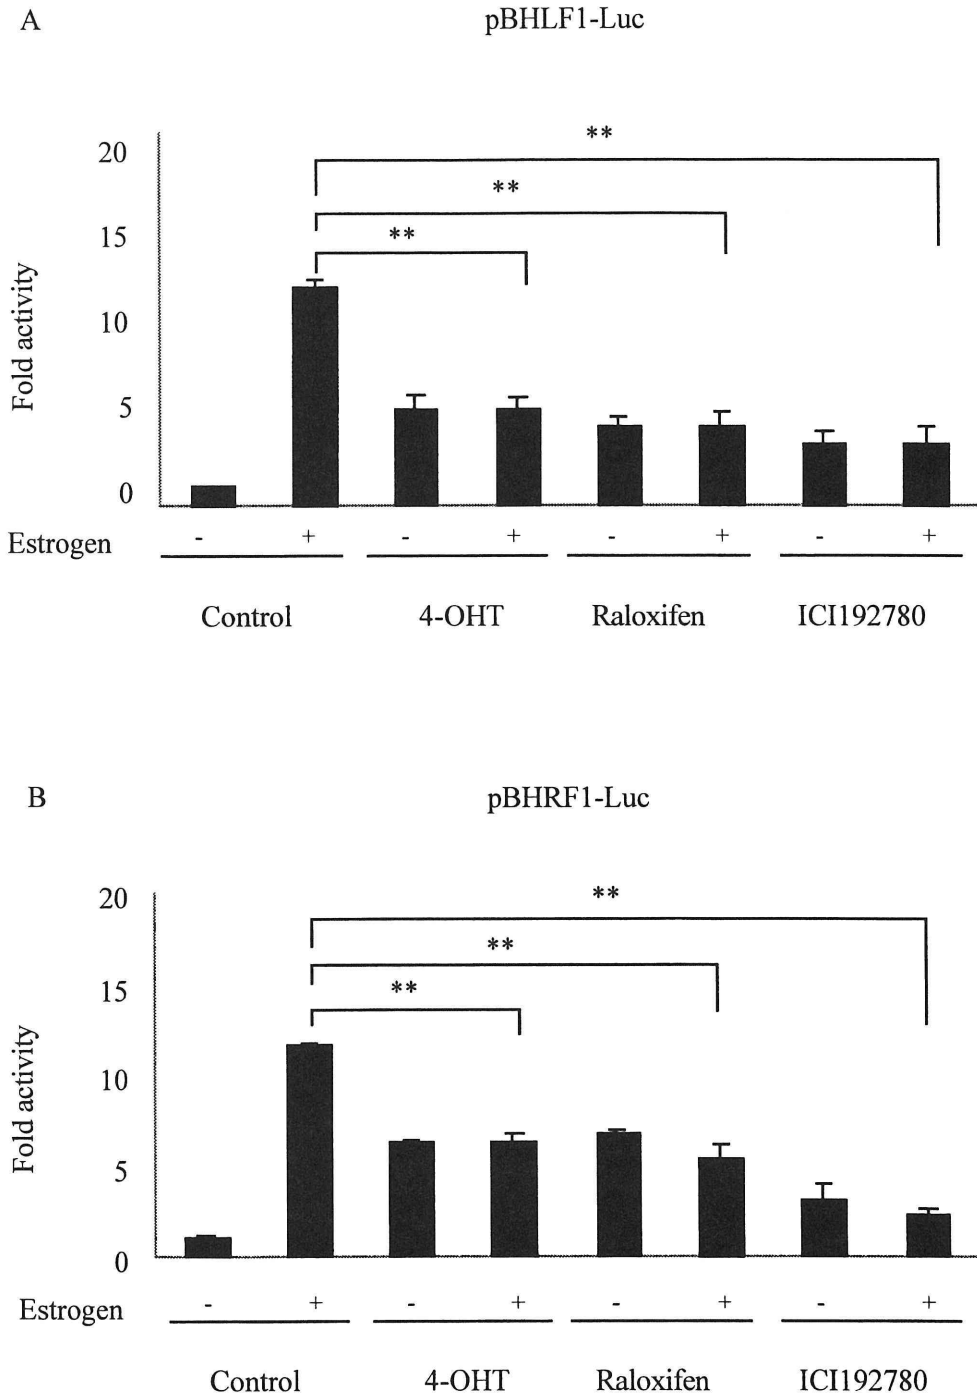 A
pBHLF1-Luc
**
**
**
20
15
10
5
0
Fold activity
Estrogen - + - + - + - +
Control 4-OHT Raloxifen ICI192780
B
pBHRF1-Luc
**
**
**
20
15
10
5
0
Fold activity
Estrogen - + - + - + - +
Control 4-OHT Raloxifen ICI192780